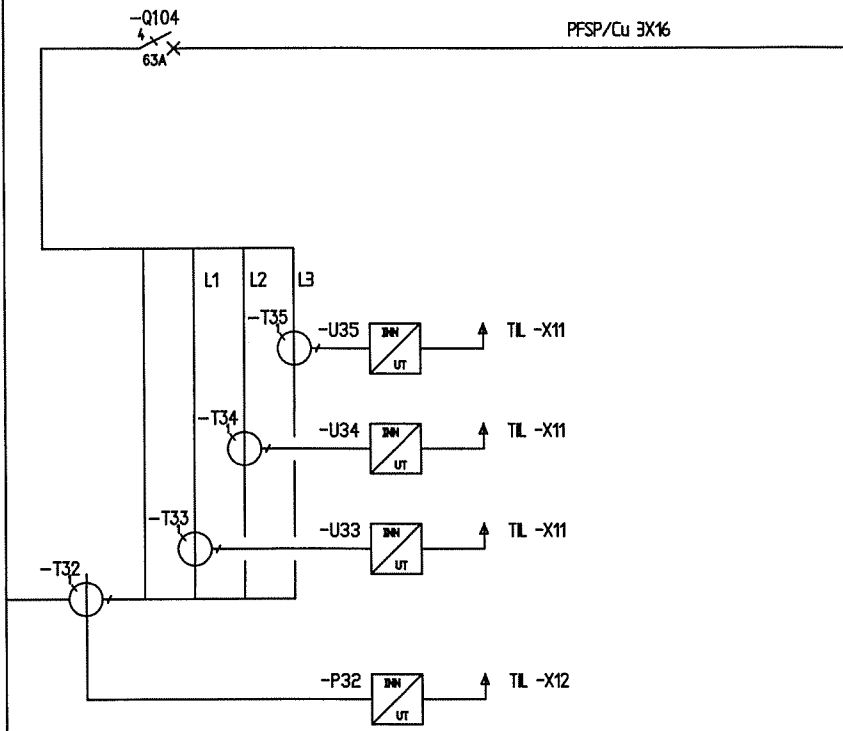 -Q104
4
63A
PFSP/Cu 3X16
L1
L2
L3
-T35
-U35
INN
UT
TIL -X11
-T34
-U34
INN
UT
TIL -X11
-T33
-U33
INN
UT
TIL -X11
-T32
-P32
INN
UT
TIL -X12